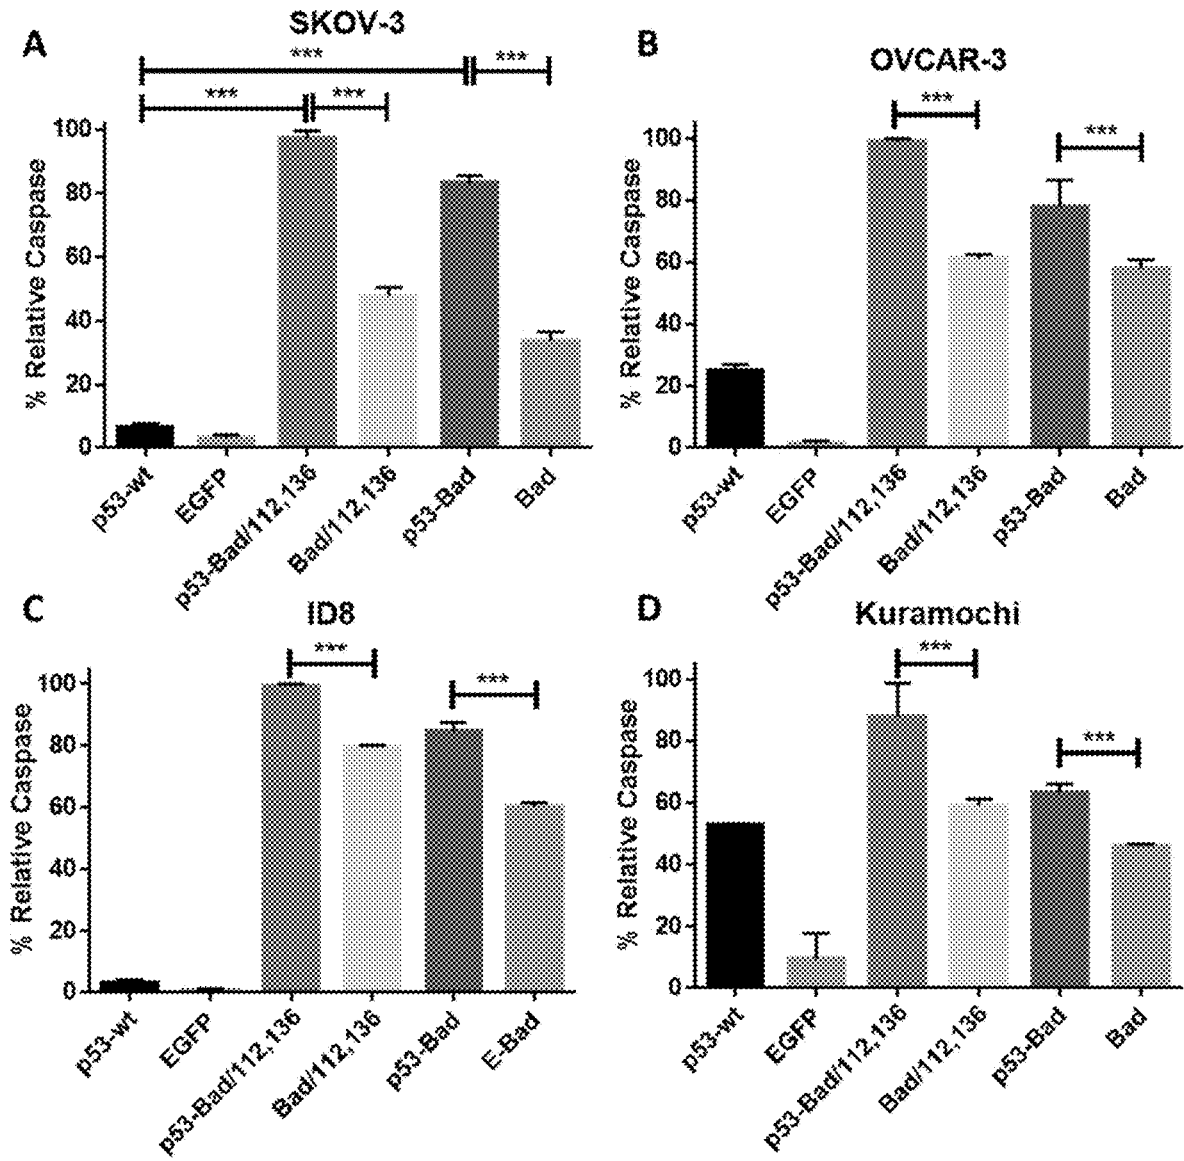 A
SKOV-3
***
***
***
***
% Relative Caspase
100
80
60
40
20
0
p53-wt
EGFP
p53-Bad/112,136
Bad/112,136
p53-Bad
Bad
B
OVCAR-3
***
***
% Relative Caspase
100
80
60
40
20
0
p53-wt
EGFP
p53-Bad/112,136
Bad/112,136
p53-Bad
Bad
C
ID8
***
***
% Relative Caspase
100
80
60
40
20
0
p53-wt
EGFP
p53-Bad/112,136
Bad/112,136
p53-Bad
E-Bad
D
Kuramochi
***
***
% Relative Caspase
100
80
60
40
20
0
p53-wt
EGFP
p53-Bad/112,136
Bad/112,136
p53-Bad
Bad